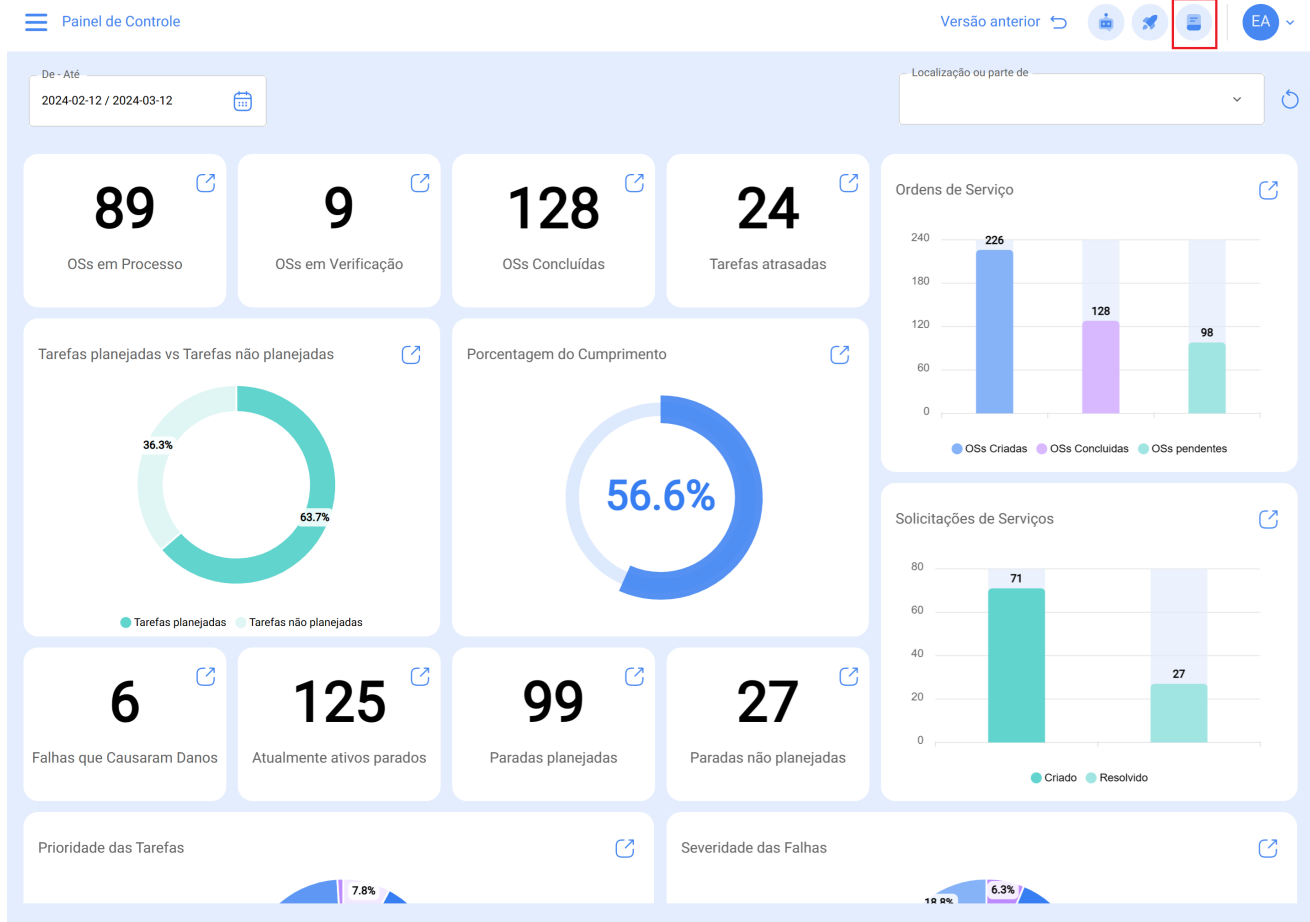 Painel de Controle
Versão anterior
EA
De - Até
2024-02-12 / 2024-03-12
Localização ou parte de
89
OSs em Processo
9
OSs em Verificação
128
OSs Concluídas
24
Tarefas atrasadas
Ordens de Serviço
240
180
120
60
0
226
128
98
OSs Criadas
OSs Concluidas
OSs pendentes
Tarefas planejadas vs Tarefas não planejadas
36.3%
63.7%
Tarefas planejadas
Tarefas não planejadas
Porcentagem do Cumprimento
56.6%
Solicitações de Serviços
80
60
40
20
0
71
27
Criado
Resolvido
6
Falhas que Causaram Danos
125
Atualmente ativos parados
99
Paradas planejadas
27
Paradas não planejadas
Prioridade das Tarefas
7.8%
Severidade das Falhas
18.8%
6.3%